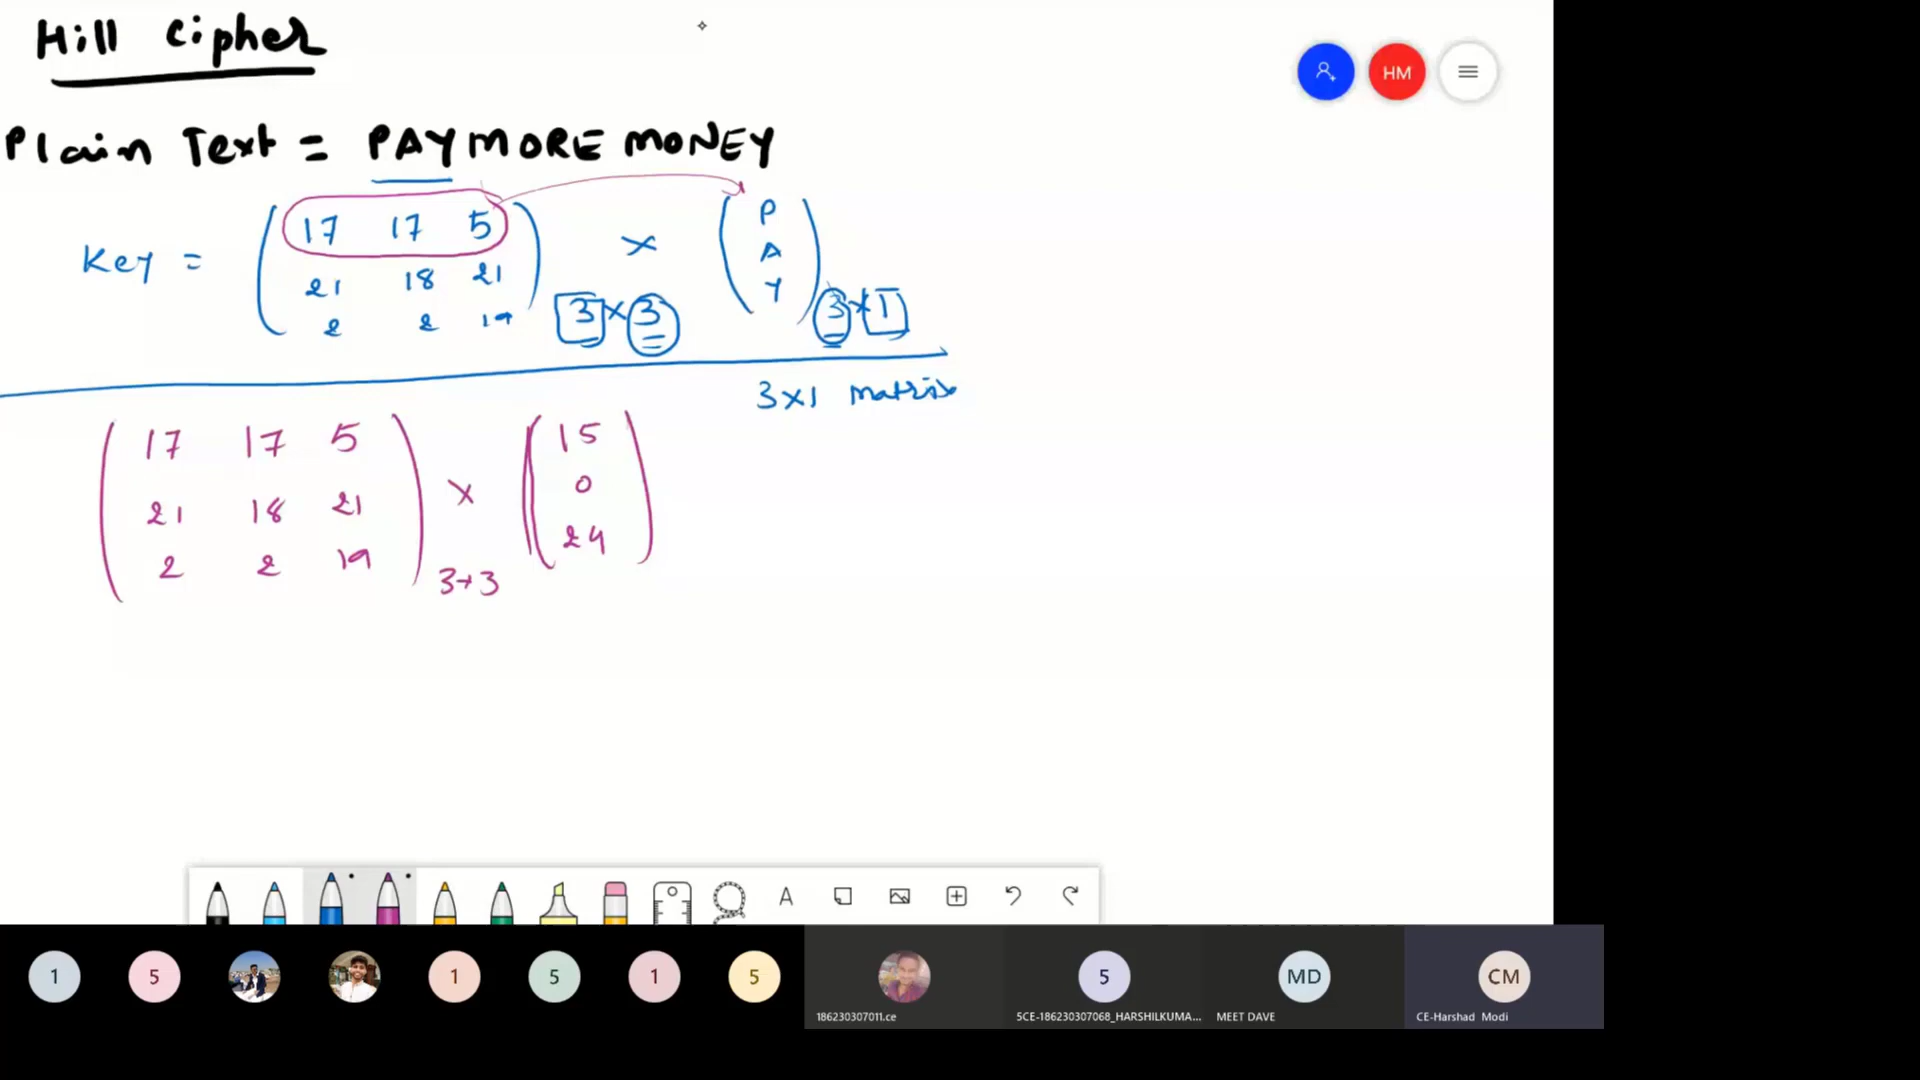 Hill Cipher
HM
Plain Text = PAYMORE MONEY
Key = ( 17 17 5 ) × ( P )
21 18 21 A
2 2 19 Y
3×3 3×1
3×1 Matrix
( 17 17 5 ) × ( 15 )
21 18 21 0
2 2 19 24
3×3
A
1 5 1 5 1 5 5 MD CM
186230307011.ce 5CE-186230307068_HARSHILKUMA... MEET DAVE CE-Harshad Modi